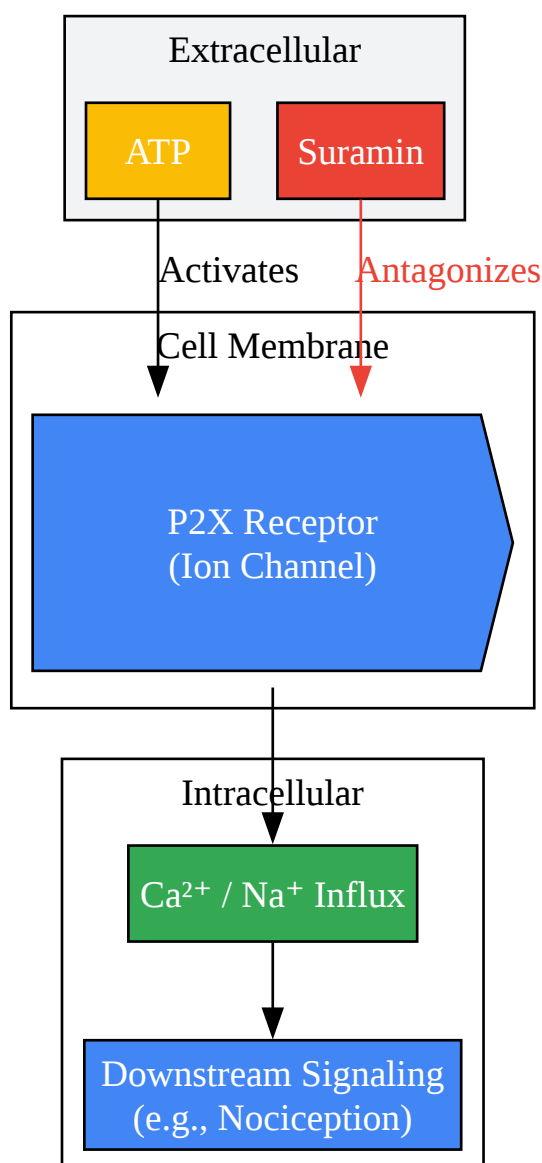 Extracellular
ATP
Suramin
Activates
Antagonizes
Cell Membrane
P2X Receptor
(Ion Channel)
Intracellular
Ca²⁺ / Na⁺ Influx
Downstream Signaling
(e.g., Nociception)